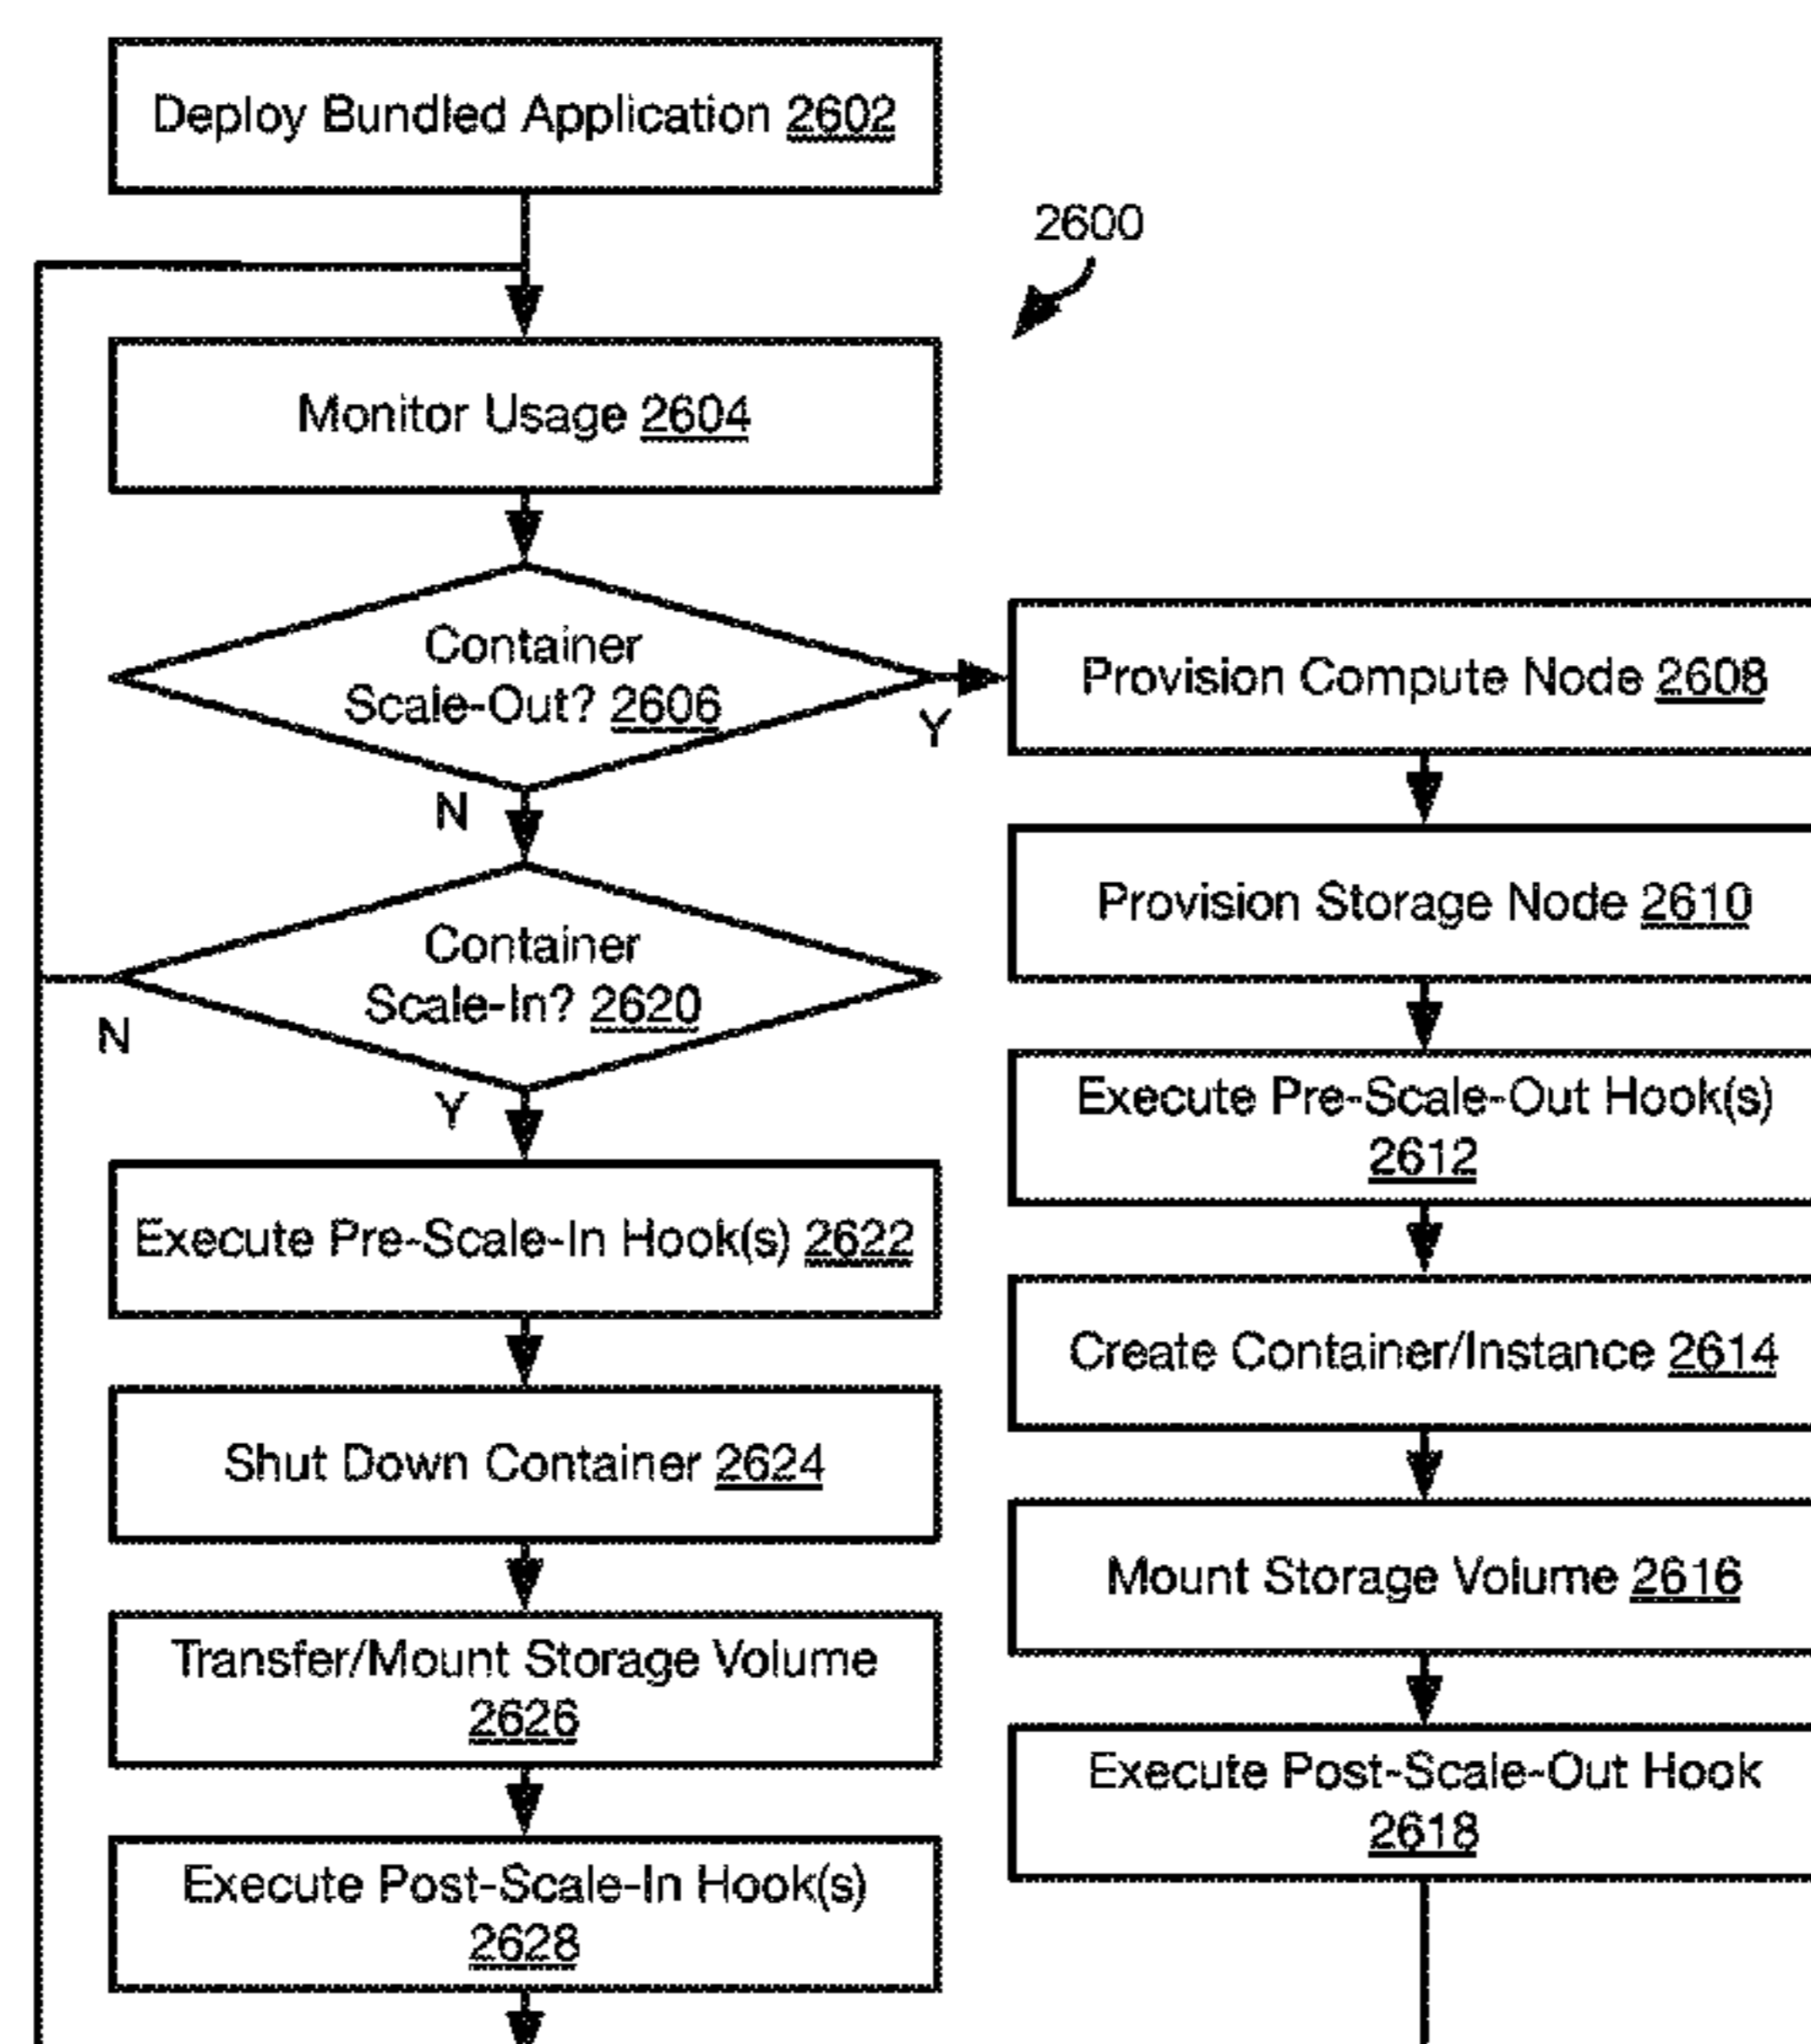 Deploy Bundled Application 2602
2600
Monitor Usage 2604
Container
Scale-Out? 2606
Y
N
Provision Compute Node 2608
Provision Storage Node 2610
Container
Scale-In? 2620
N
Y
Execute Pre-Scale-Out Hook(s)
2612
Execute Pre-Scale-In Hook(s) 2622
Create Container/Instance 2614
Shut Down Container 2624
Mount Storage Volume 2616
Transfer/Mount Storage Volume
2626
Execute Post-Scale-Out Hook
2618
Execute Post-Scale-In Hook(s)
2628